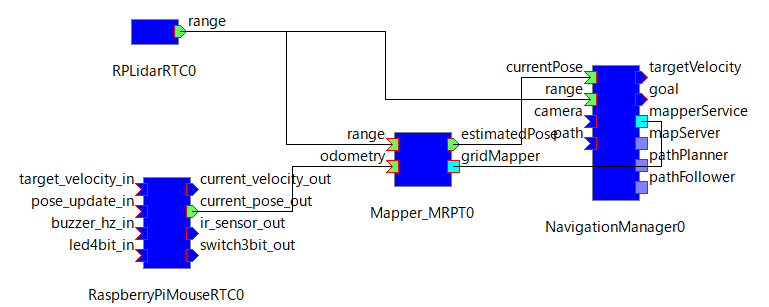 range
RPLidarRTC0
currentPose
range
camera
path
targetVelocity
goal
mapperService
mapServer
pathPlanner
pathFollower
NavigationManager0
range
odometry
estimatedPose
gridMapper
Mapper_MRPT0
target_velocity_in
pose_update_in
buzzer_hz_in
led4bit_in
current_velocity_out
current_pose_out
ir_sensor_out
switch3bit_out
RaspberryPiMouseRTC0